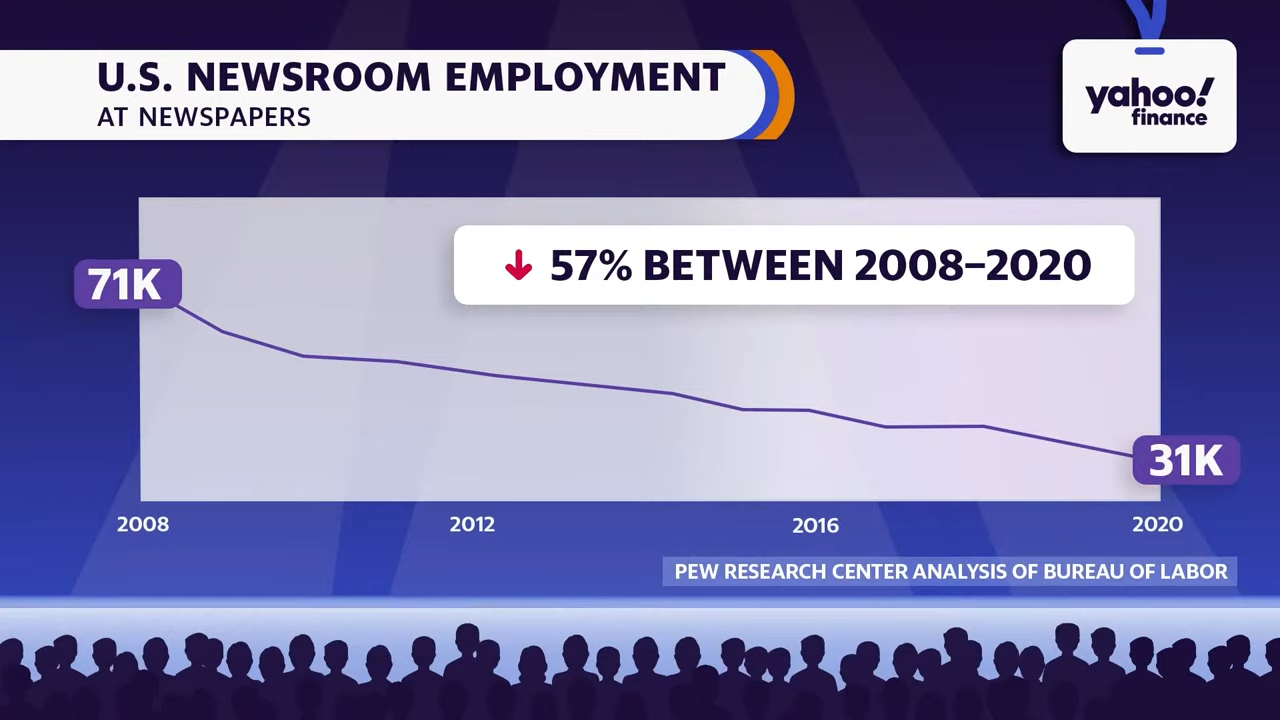 U.S. NEWSROOM EMPLOYMENT
AT NEWSPAPERS
yahoo!
finance
57% BETWEEN 2008–2020
71K
31K
2008 2012 2016 2020
PEW RESEARCH CENTER ANALYSIS OF BUREAU OF LABOR